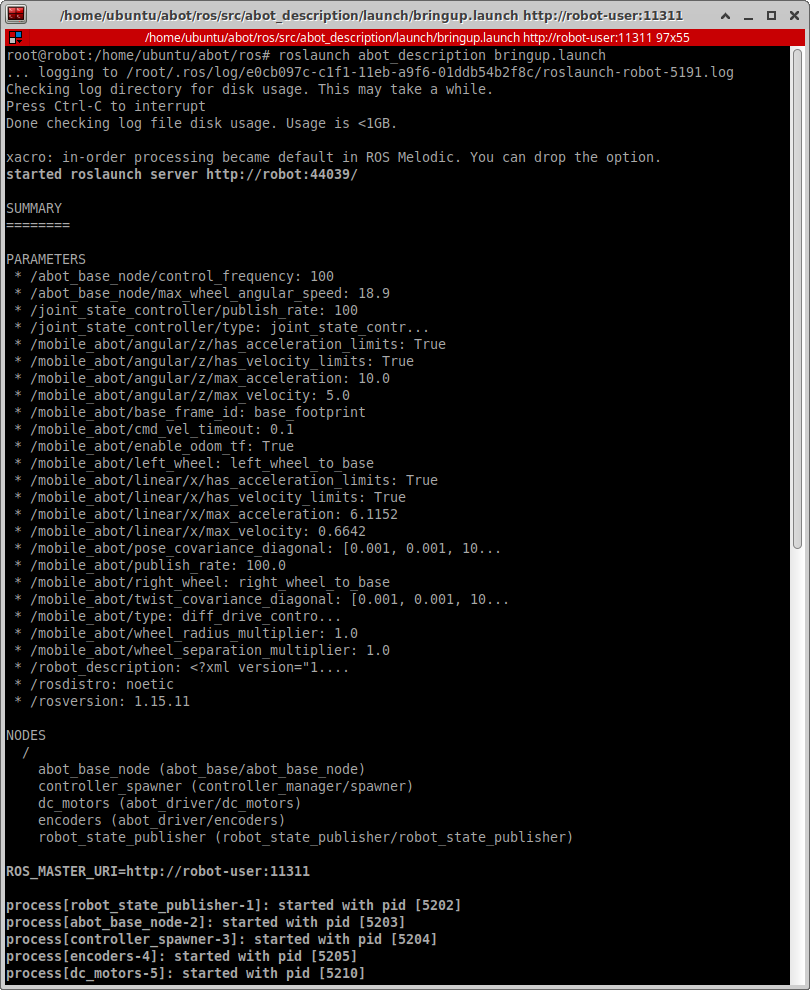 /home/ubuntu/abot/ros/src/abot_description/launch/bringup.launch http://robot-user:11311
/home/ubuntu/abot/ros/src/abot_description/launch/bringup.launch http://robot-user:11311 97x55
root@robot:/home/ubuntu/abot/ros# roslaunch abot_description bringup.launch
... logging to /root/.ros/log/e0cb097c-c1f1-11eb-a9f6-01ddb54b2f8c/roslaunch-robot-5191.log
Checking log directory for disk usage. This may take a while.
Press Ctrl-C to interrupt
Done checking log file disk usage. Usage is <1GB.

xacro: in-order processing became default in ROS Melodic. You can drop the option.
started roslaunch server http://robot:44039/

SUMMARY
========

PARAMETERS
 * /abot_base_node/control_frequency: 100
 * /abot_base_node/max_wheel_angular_speed: 18.9
 * /joint_state_controller/publish_rate: 100
 * /joint_state_controller/type: joint_state_contr...
 * /mobile_abot/angular/z/has_acceleration_limits: True
 * /mobile_abot/angular/z/has_velocity_limits: True
 * /mobile_abot/angular/z/max_acceleration: 10.0
 * /mobile_abot/angular/z/max_velocity: 5.0
 * /mobile_abot/base_frame_id: base_footprint
 * /mobile_abot/cmd_vel_timeout: 0.1
 * /mobile_abot/enable_odom_tf: True
 * /mobile_abot/left_wheel: left_wheel_to_base
 * /mobile_abot/linear/x/has_acceleration_limits: True
 * /mobile_abot/linear/x/has_velocity_limits: True
 * /mobile_abot/linear/x/max_acceleration: 6.1152
 * /mobile_abot/linear/x/max_velocity: 0.6642
 * /mobile_abot/pose_covariance_diagonal: [0.001, 0.001, 10...
 * /mobile_abot/publish_rate: 100.0
 * /mobile_abot/right_wheel: right_wheel_to_base
 * /mobile_abot/twist_covariance_diagonal: [0.001, 0.001, 10...
 * /mobile_abot/type: diff_drive_contro...
 * /mobile_abot/wheel_radius_multiplier: 1.0
 * /mobile_abot/wheel_separation_multiplier: 1.0
 * /robot_description: <?xml version="1....
 * /rosdistro: noetic
 * /rosversion: 1.15.11

NODES
  /
    abot_base_node (abot_base/abot_base_node)
    controller_spawner (controller_manager/spawner)
    dc_motors (abot_driver/dc_motors)
    encoders (abot_driver/encoders)
    robot_state_publisher (robot_state_publisher/robot_state_publisher)

ROS_MASTER_URI=http://robot-user:11311

process[robot_state_publisher-1]: started with pid [5202]
process[abot_base_node-2]: started with pid [5203]
process[controller_spawner-3]: started with pid [5204]
process[encoders-4]: started with pid [5205]
process[dc_motors-5]: started with pid [5210]